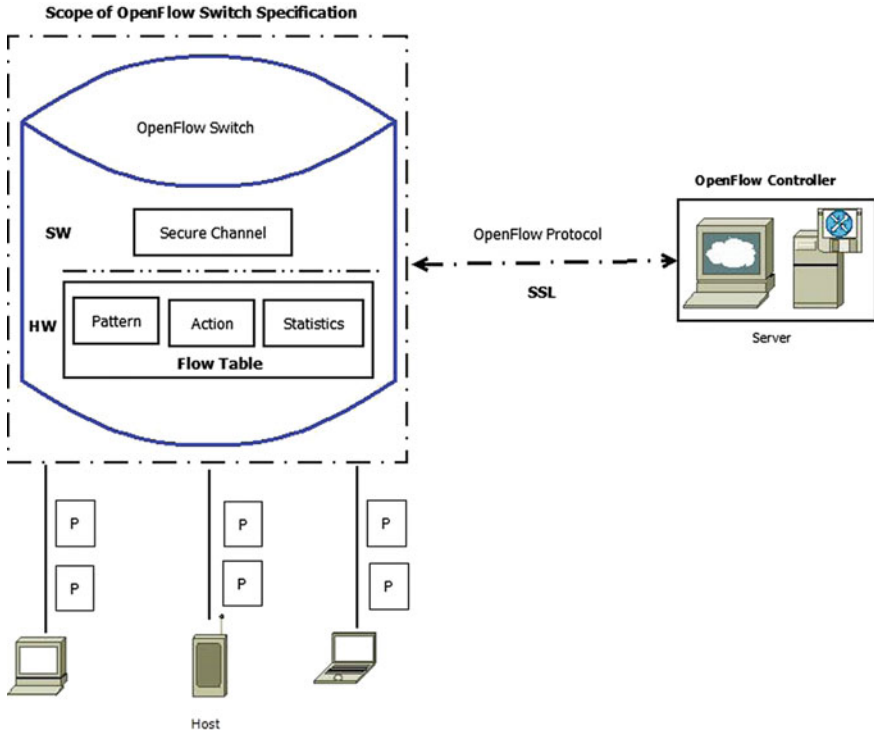 Scope of OpenFlow Switch Specification
OpenFlow Switch
SW
Secure Channel
HW
Pattern
Action
Statistics
Flow Table
OpenFlow Protocol
SSL
OpenFlow Controller
Server
P
P
P
P
P
P
Host